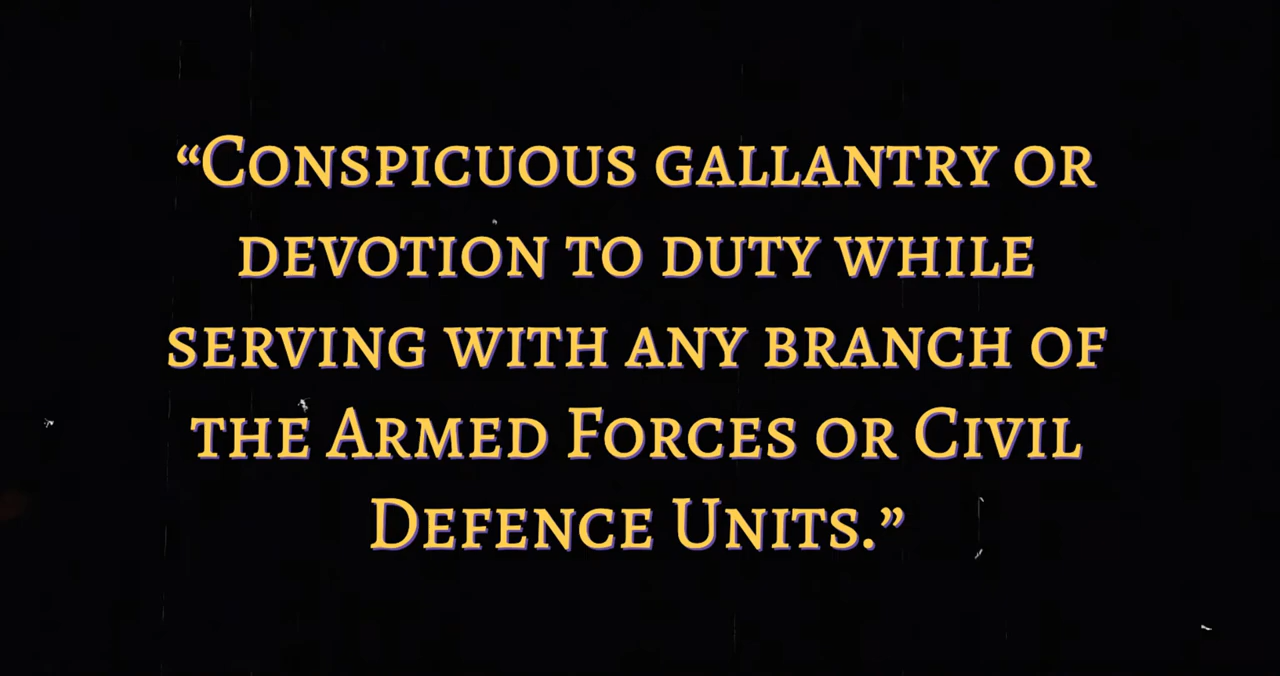 “Conspicuous gallantry or
devotion to duty while
serving with any branch of
the Armed Forces or Civil
Defence Units.”